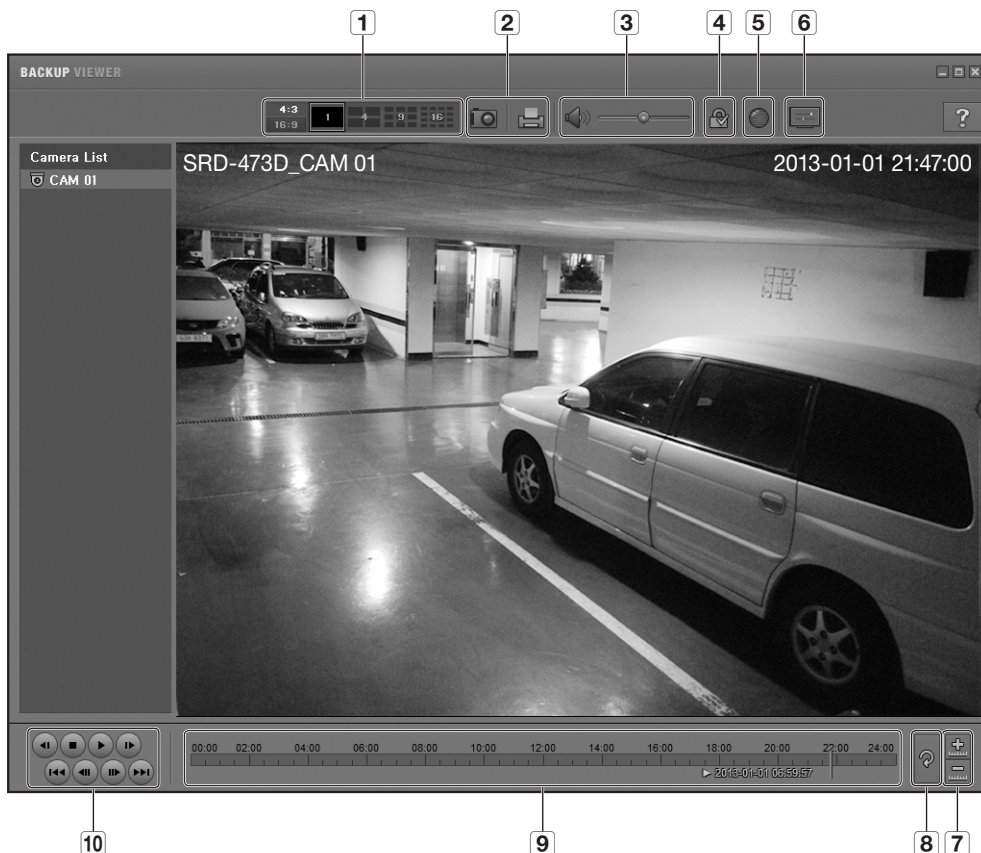 1 2 3 4 5 6
BACKUP VIEWER
4:3
16:9
1 4 9 16
?
Camera List
CAM 01
SRD-473D_CAM 01
2013-01-01 21:47:00
00:00 02:00 04:00 06:00 08:00 10:00 12:00 14:00 16:00 18:00 20:00 22:00 24:00
2013-01-01 06:59:57
10 9 8 7